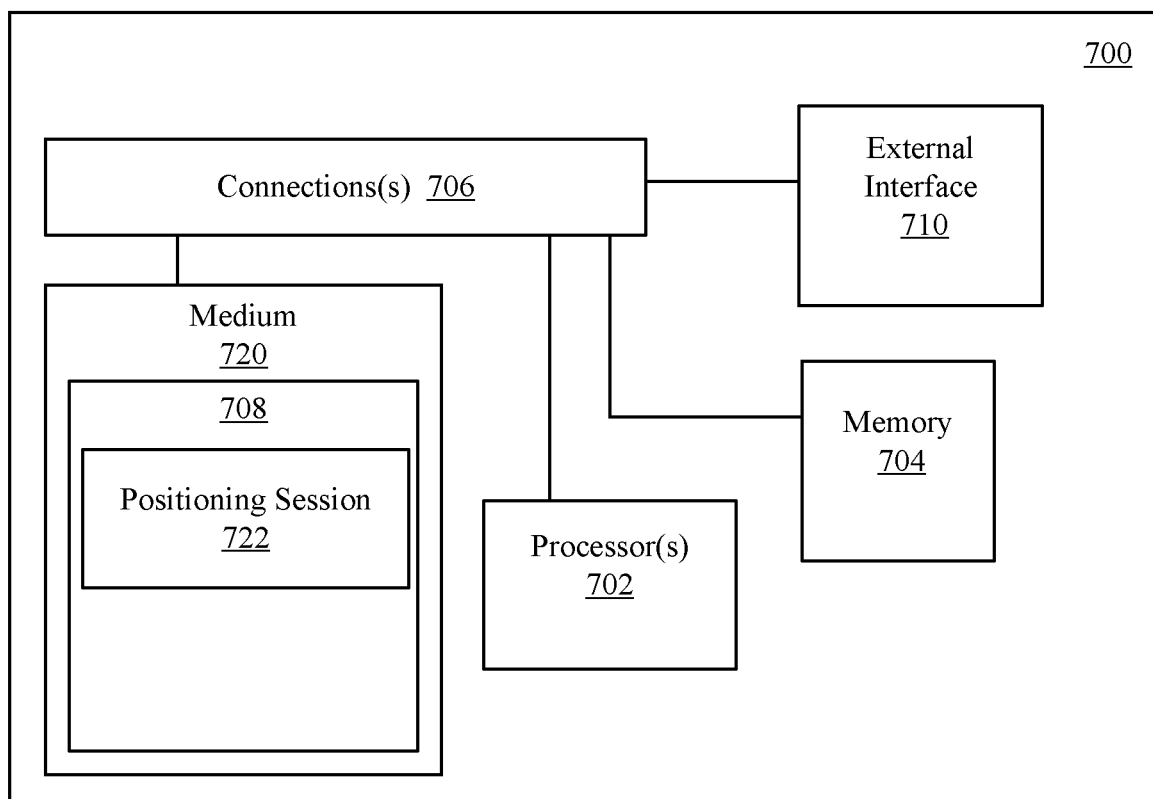 700
Connections(s) 706
External
Interface
710
Medium
720
708
Positioning Session
722
Processor(s)
702
Memory
704